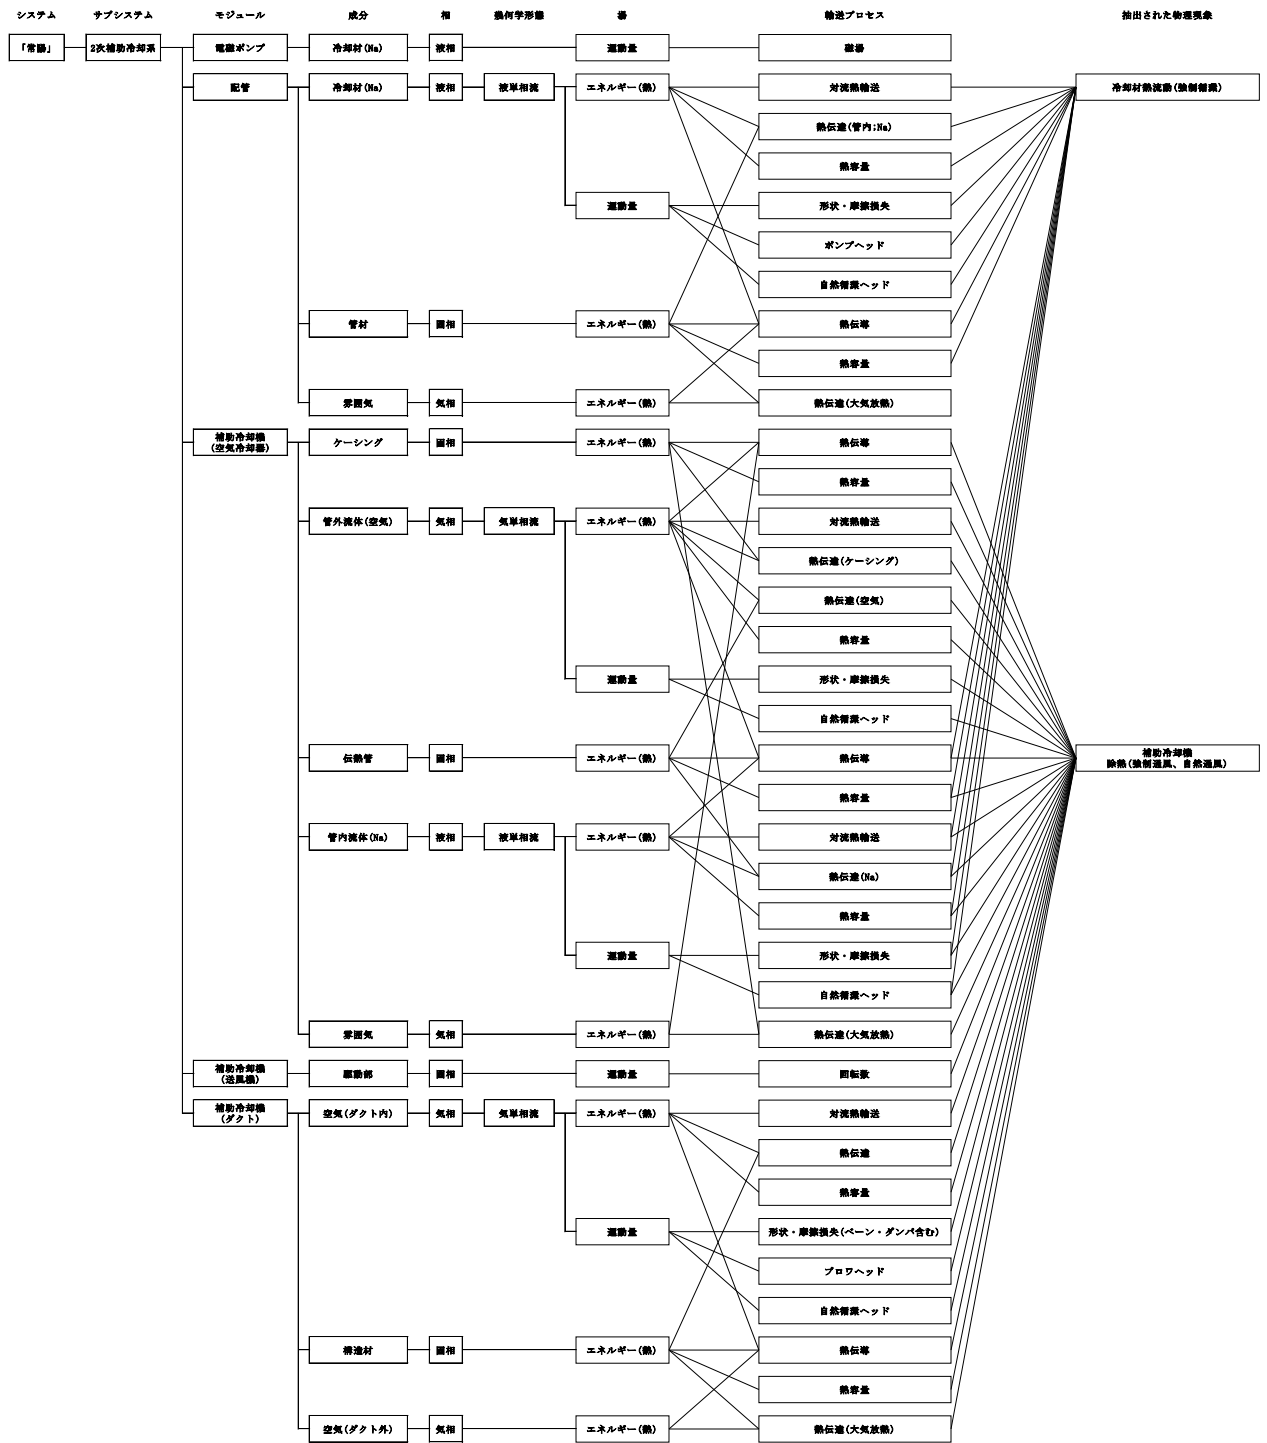 システム サブシステム モジュール 成分 相 幾何学形態 場 輸送プロセス 抽出された物理現象
「常陽」 2次補助冷却系 電磁ポンプ 冷却材(Na) 液相 運動量 磁場
配管 冷却材(Na) 液相 液単相流 エネルギー(熱) 対流熱輸送 冷却材熱流動(強制循環)
熱伝達(管内;Na)
熱容量
運動量 形状・摩擦損失
ポンプヘッド
自然循環ヘッド
管材 固相 エネルギー(熱) 熱伝導
熱容量
雰囲気 気相 エネルギー(熱) 熱伝達(大気放熱)
補助冷却機
(空気冷却器) ケーシング 固相 エネルギー(熱) 熱伝導
熱容量
管外流体(空気) 気相 気単相流 エネルギー(熱) 対流熱輸送
熱伝達(ケーシング)
熱伝達(空気)
熱容量
運動量 形状・摩擦損失
自然循環ヘッド
伝熱管 固相 エネルギー(熱) 熱伝導 補助冷却機
除熱(強制通風、自然通風)
熱容量
管内流体(Na) 液相 液単相流 エネルギー(熱) 対流熱輸送
熱伝達(Na)
熱容量
運動量 形状・摩擦損失
自然循環ヘッド
雰囲気 気相 エネルギー(熱) 熱伝達(大気放熱)
補助冷却機
(送風機) 駆動部 固相 運動量 回転数
補助冷却機
(ダクト) 空気(ダクト内) 気相 気単相流 エネルギー(熱) 対流熱輸送
熱伝達
熱容量
運動量 形状・摩擦損失(ベーン・ダンパ含む)
ブロワヘッド
自然循環ヘッド
構造材 固相 エネルギー(熱) 熱伝導
熱容量
空気(ダクト外) 気相 エネルギー(熱) 熱伝達(大気放熱)